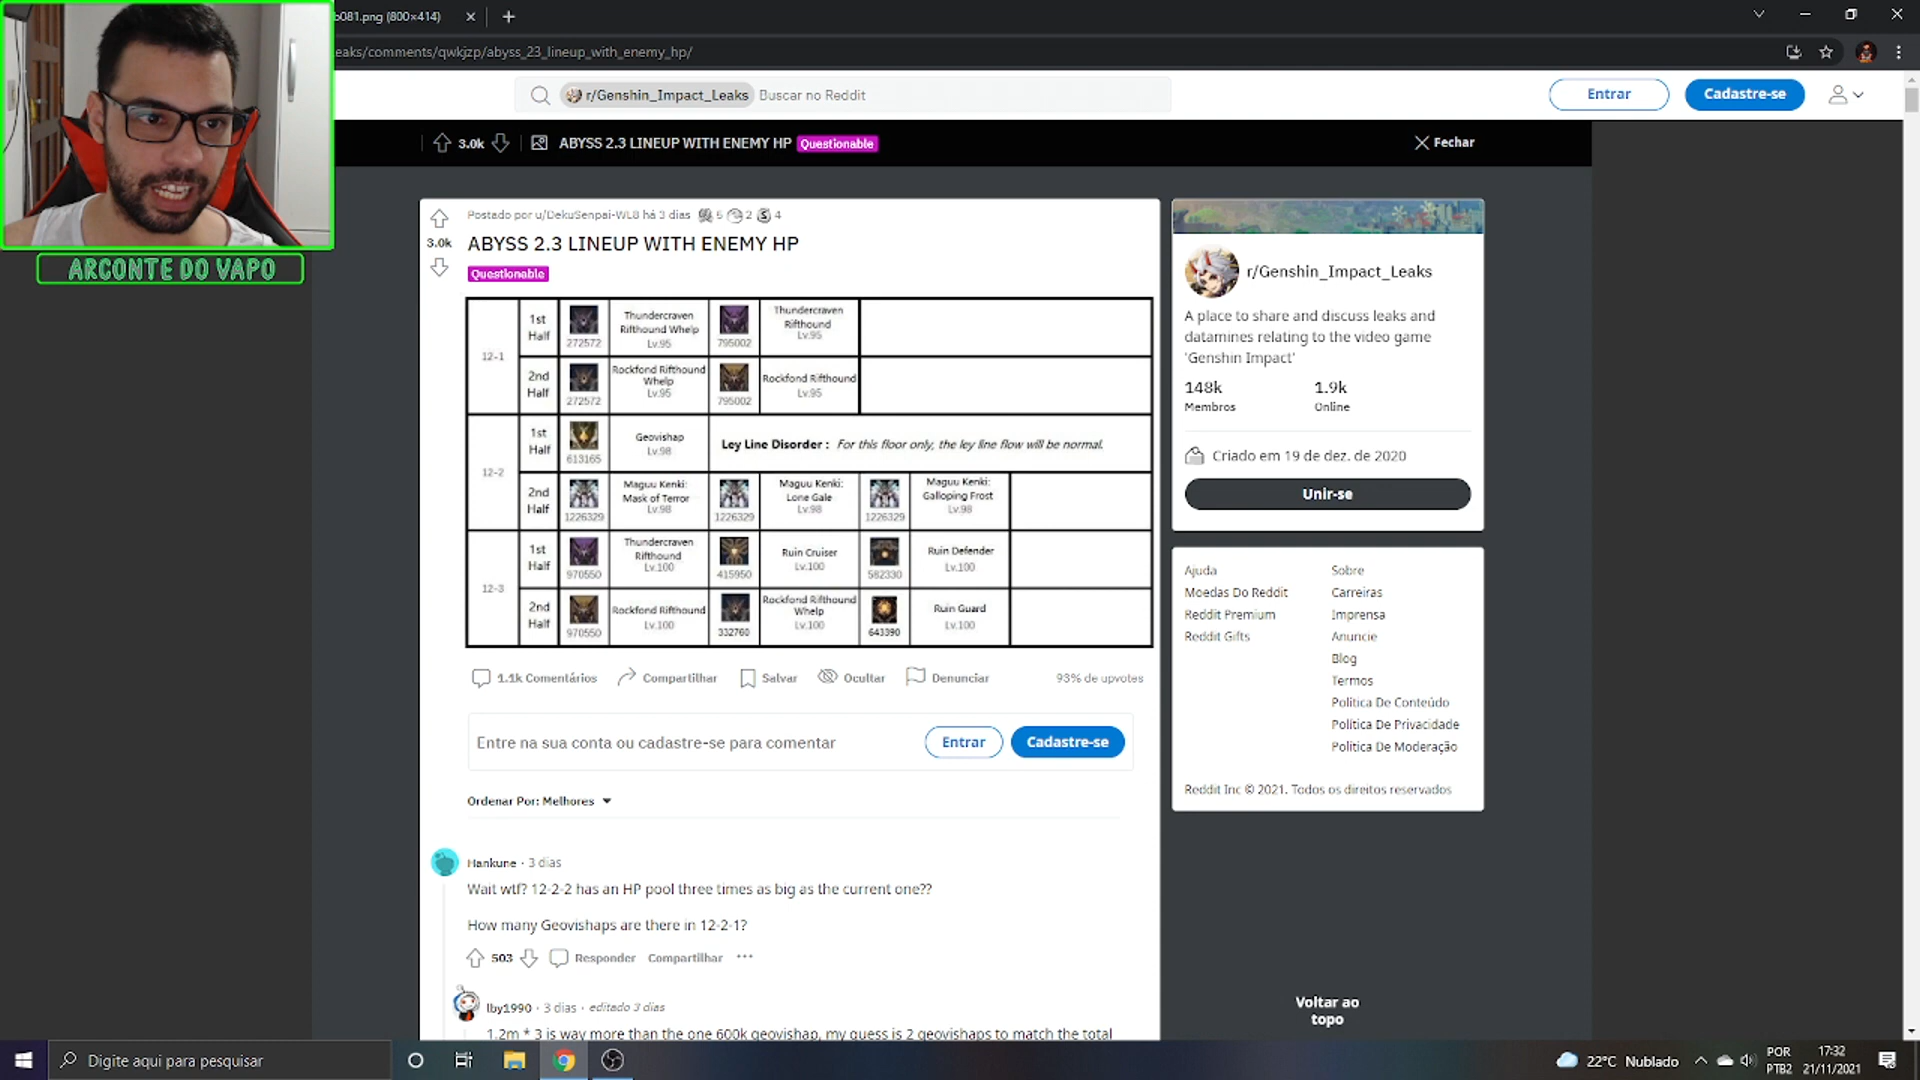 b081.png (800×414)
eaks/comments/qwkjzp/abyss_23_lineup_with_enemy_hp/
r/Genshin_Impact_Leaks Buscar no Reddit
Entrar
Cadastre-se
3.0k ABYSS 2.3 LINEUP WITH ENEMY HP Questionable
Fechar
ARCONTE DO VAPO
Postado por u/DekuSenpai-WL8 há 3 dias 5 2 4
3.0k
ABYSS 2.3 LINEUP WITH ENEMY HP
Questionable
12-1
1st
Half
272572
Thundercraven
Rifthound Whelp
Lv.95
795002
Thundercraven
Rifthound
Lv.95
2nd
Half
272572
Rockfond Rifthound
Whelp
Lv.95
795002
Rockfond Rifthound
Lv.95
12-2
1st
Half
613165
Geovishap
Lv.98
Ley Line Disorder : For this floor only, the ley line flow will be normal.
2nd
Half
1226329
Maguu Kenki:
Mask of Terror
Lv.98
1226329
Maguu Kenki:
Lone Gale
Lv.98
1226329
Maguu Kenki:
Galloping Frost
Lv.98
12-3
1st
Half
970550
Thundercraven
Rifthound
Lv.100
415950
Ruin Cruiser
Lv.100
582330
Ruin Defender
Lv.100
2nd
Half
970550
Rockfond Rifthound
Lv.100
332760
Rockfond Rifthound
Whelp
Lv.100
643390
Ruin Guard
Lv.100
1.1k Comentários
Compartilhar
Salvar
Ocultar
Denunciar
93% de upvotes
Entre na sua conta ou cadastre-se para comentar
Entrar
Cadastre-se
Ordenar Por: Melhores
Hankune · 3 dias
Wait wtf? 12-2-2 has an HP pool three times as big as the current one??
How many Geovishaps are there in 12-2-1?
503 Responder Compartilhar ···
lby1990 · 3 dias · editado 3 dias
1.2m * 3 is way more than the one 600k geovishap, my guess is 2 geovishaps to match the total
r/Genshin_Impact_Leaks
A place to share and discuss leaks and
datamines relating to the video game
'Genshin Impact'
148k
Membros
1.9k
Online
Criado em 19 de dez. de 2020
Unir-se
Ajuda
Moedas Do Reddit
Reddit Premium
Reddit Gifts
Sobre
Carreiras
Imprensa
Anuncie
Blog
Termos
Política De Conteúdo
Política De Privacidade
Política De Moderação
Reddit Inc © 2021. Todos os direitos reservados
Voltar ao
topo
Digite aqui para pesquisar
22°C Nublado
POR
PTB2
17:32
21/11/2021